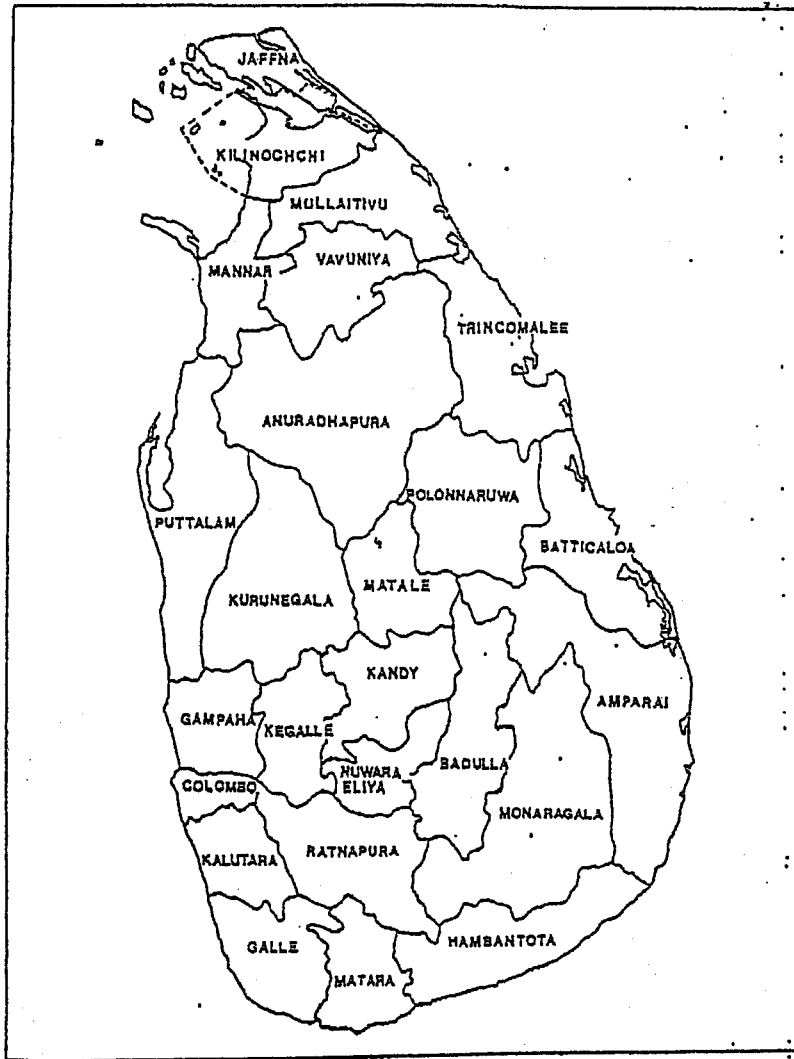 JAFFNA
KILINOCHCHI
MULLAITIVU
VAVUNIYA
MANNAR
TRINCOMALEE
ANURADHAPURA
POLONNARUWA
PUTTALAM
BATTICALOA
MATALE
KURUNEGALA
KANDY
AMPARAI
GAMPAHA
KEGALLE
BADULLA
NUWARA
ELIYA
COLOMBO
MONARAGALA
RATNAPURA
KALUTARA
HAMBANTOTA
GALLE
MATARA